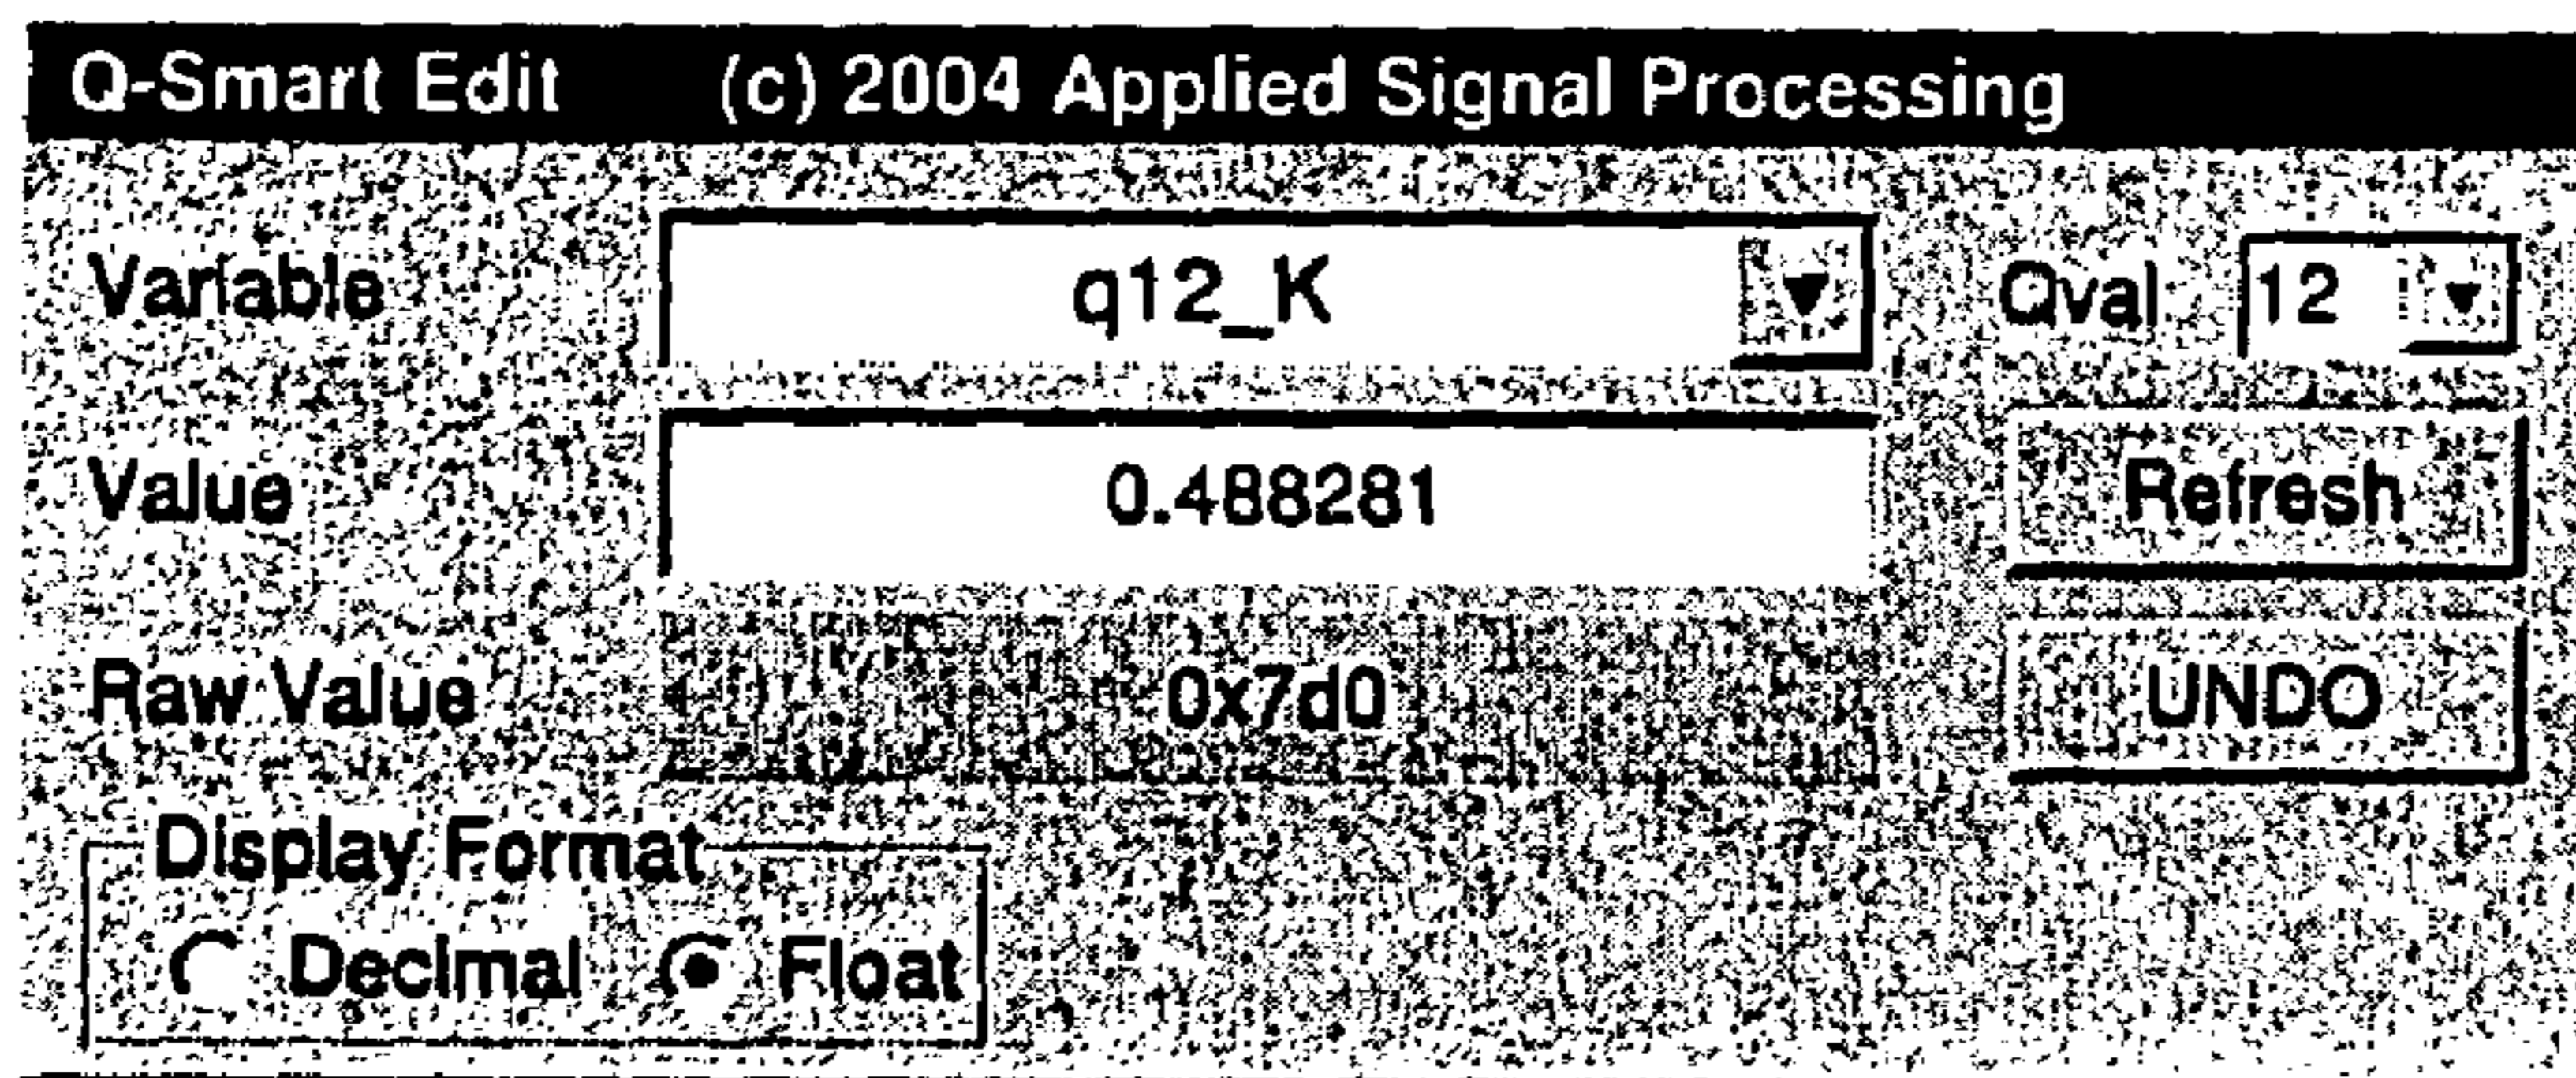 Q-Smart Edit (c) 2004 Applied Signal Processing
Variable q12_K Qval 12
Value 0.488281 Refresh
Raw Value 0x7d0 UNDO
Display Format
Decimal Float